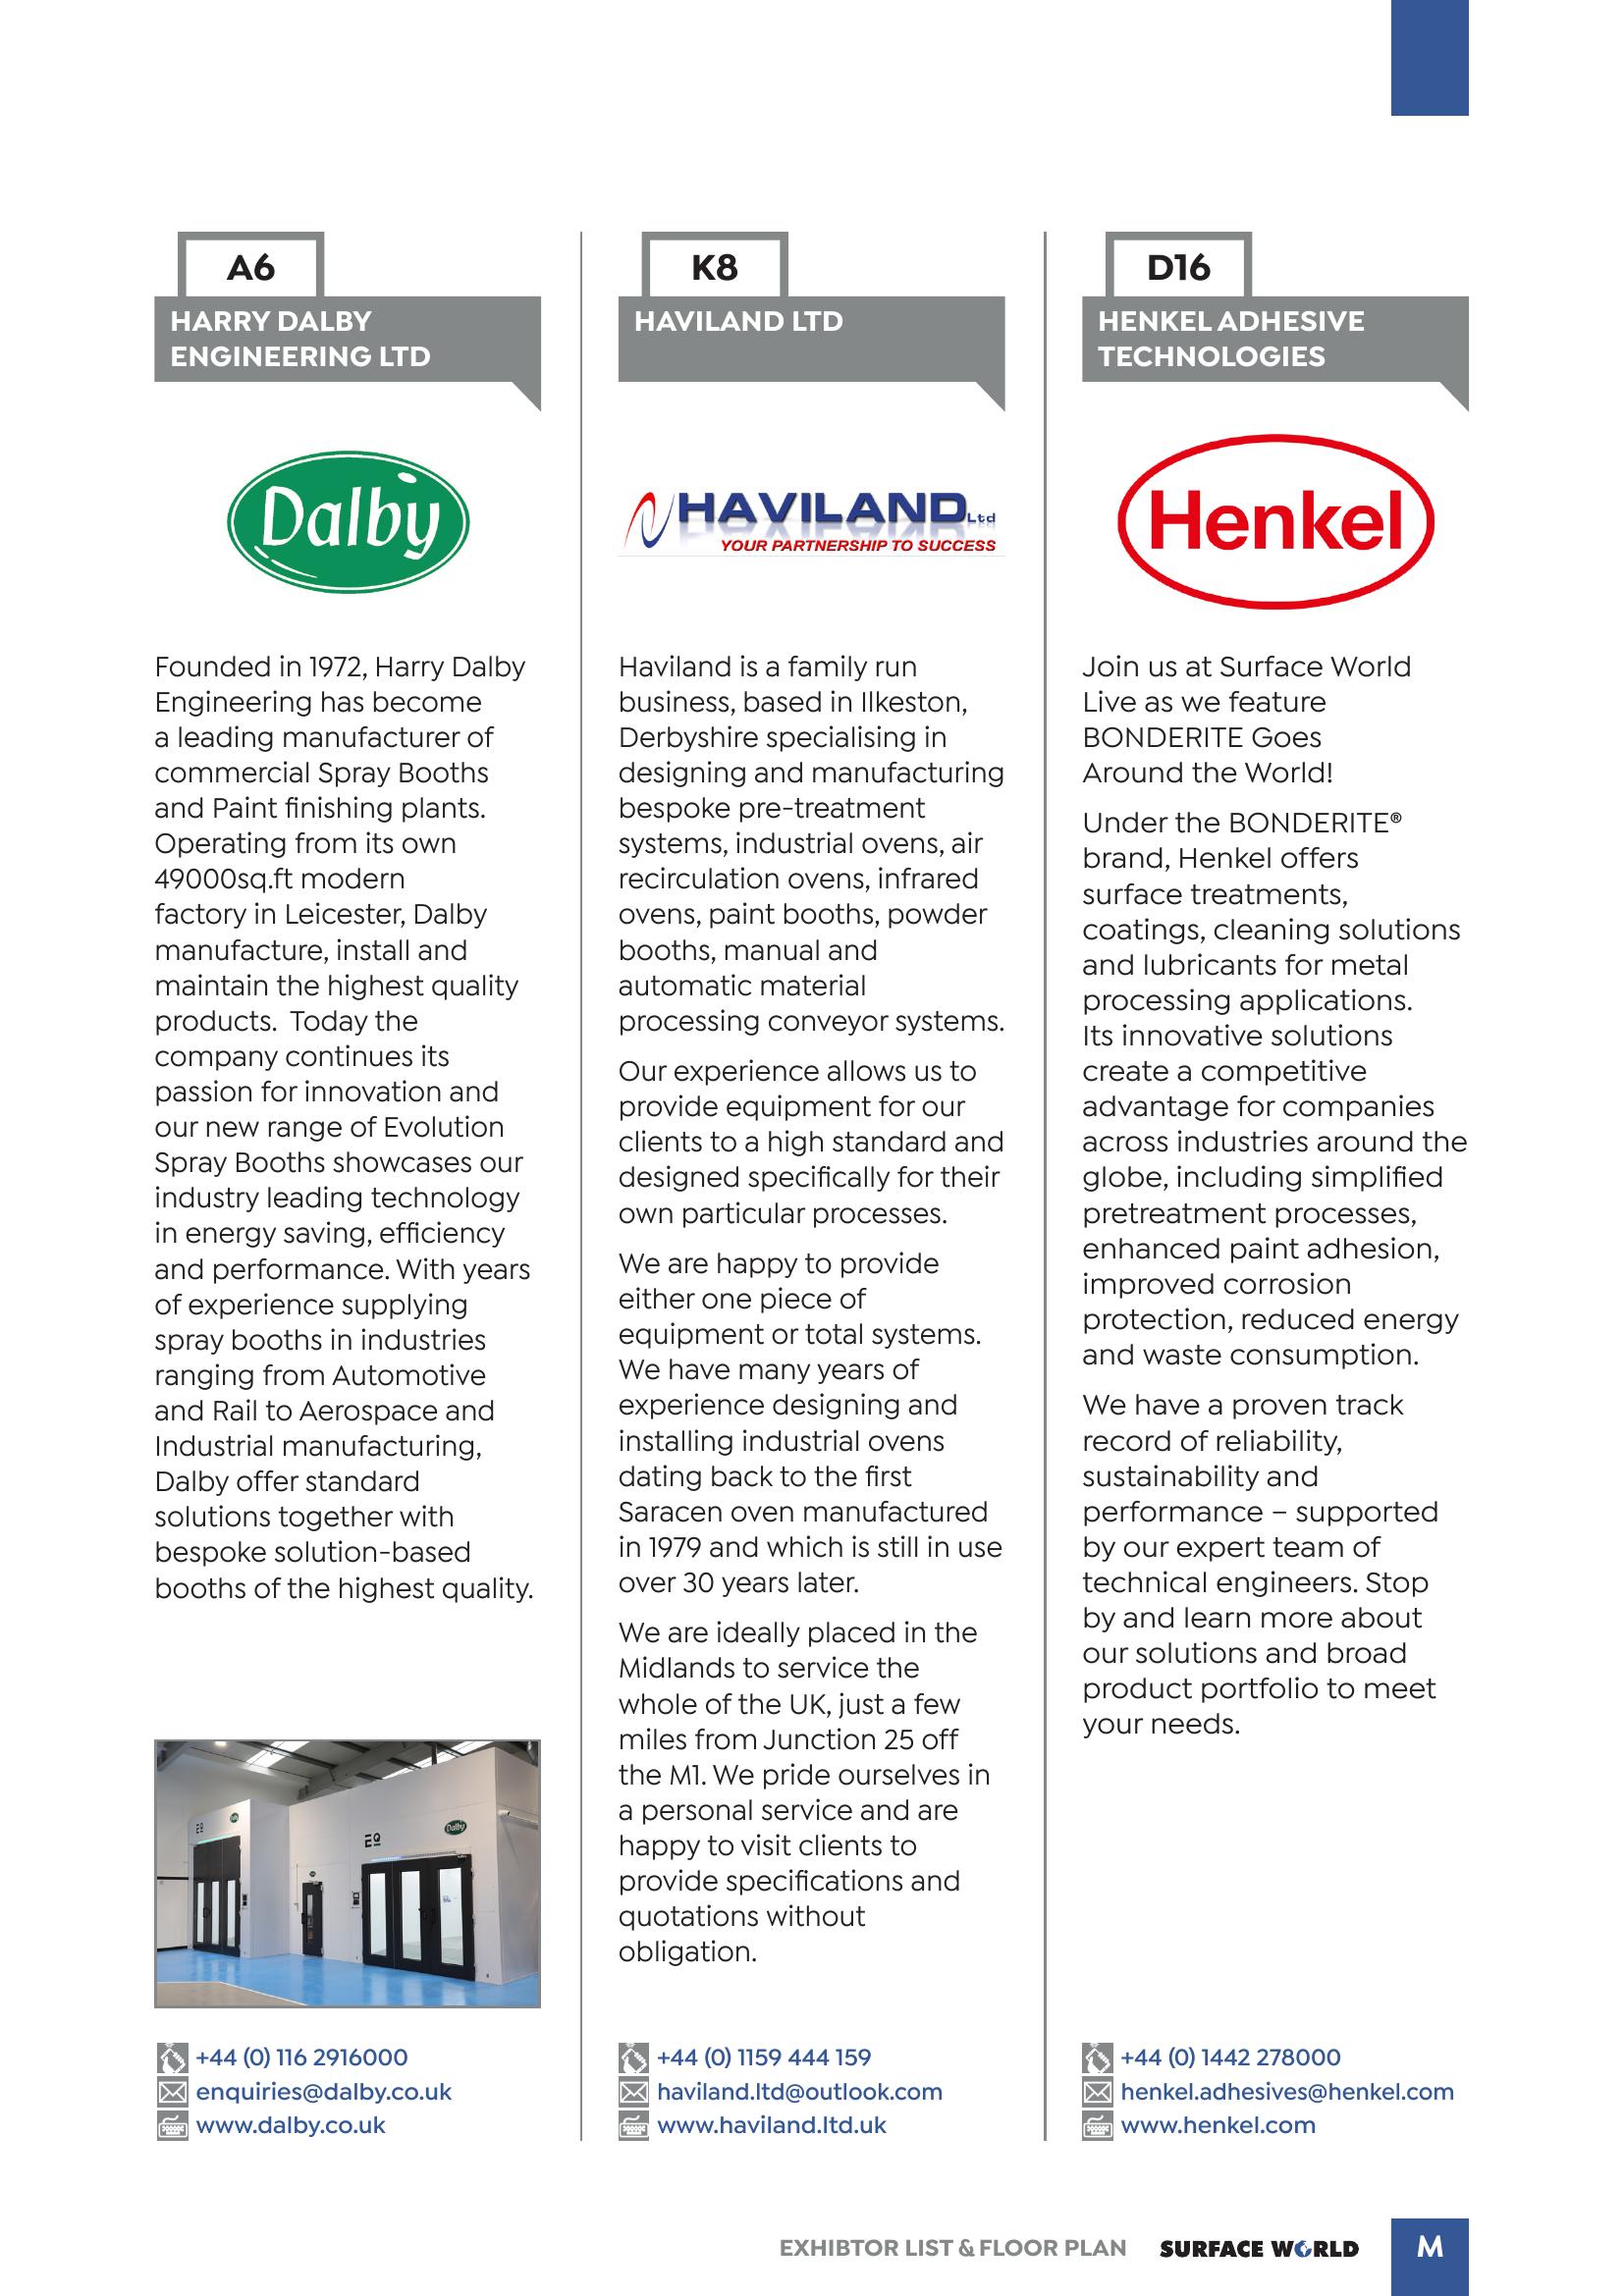 A6
HARRY DALBY
ENGINEERING LTD
Dalby
Founded in 1972, Harry Dalby
Engineering has become
a leading manufacturer of
commercial Spray Booths
and Paint finishing plants.
Operating from its own
49000sq.ft modern
factory in Leicester, Dalby
manufacture, install and
maintain the highest quality
products.  Today the
company continues its
passion for innovation and
our new range of Evolution
Spray Booths showcases our
industry leading technology
in energy saving, efficiency
and performance. With years
of experience supplying
spray booths in industries
ranging from Automotive
and Rail to Aerospace and
Industrial manufacturing,
Dalby offer standard
solutions together with
bespoke solution-based
booths of the highest quality.
Dalby
EQ
EQ
Dalby
+44 (0) 116 2916000
enquiries@dalby.co.uk
www.dalby.co.uk
K8
HAVILAND LTD
HAVILAND Ltd
YOUR PARTNERSHIP TO SUCCESS
Haviland is a family run
business, based in Ilkeston,
Derbyshire specialising in
designing and manufacturing
bespoke pre-treatment
systems, industrial ovens, air
recirculation ovens, infrared
ovens, paint booths, powder
booths, manual and
automatic material
processing conveyor systems.
Our experience allows us to
provide equipment for our
clients to a high standard and
designed specifically for their
own particular processes.
We are happy to provide
either one piece of
equipment or total systems.
We have many years of
experience designing and
installing industrial ovens
dating back to the first
Saracen oven manufactured
in 1979 and which is still in use
over 30 years later.
We are ideally placed in the
Midlands to service the
whole of the UK, just a few
miles from Junction 25 off
the M1. We pride ourselves in
a personal service and are
happy to visit clients to
provide specifications and
quotations without
obligation.
+44 (0) 1159 444 159
haviland.ltd@outlook.com
www.haviland.ltd.uk
D16
HENKEL ADHESIVE
TECHNOLOGIES
Henkel
Join us at Surface World
Live as we feature
BONDERITE Goes
Around the World!
Under the BONDERITE®
brand, Henkel offers
surface treatments,
coatings, cleaning solutions
and lubricants for metal
processing applications.
Its innovative solutions
create a competitive
advantage for companies
across industries around the
globe, including simplified
pretreatment processes,
enhanced paint adhesion,
improved corrosion
protection, reduced energy
and waste consumption.
We have a proven track
record of reliability,
sustainability and
performance – supported
by our expert team of
technical engineers. Stop
by and learn more about
our solutions and broad
product portfolio to meet
your needs.
+44 (0) 1442 278000
henkel.adhesives@henkel.com
www.henkel.com
EXHIBTOR LIST & FLOOR PLAN SURFACE WORLD M